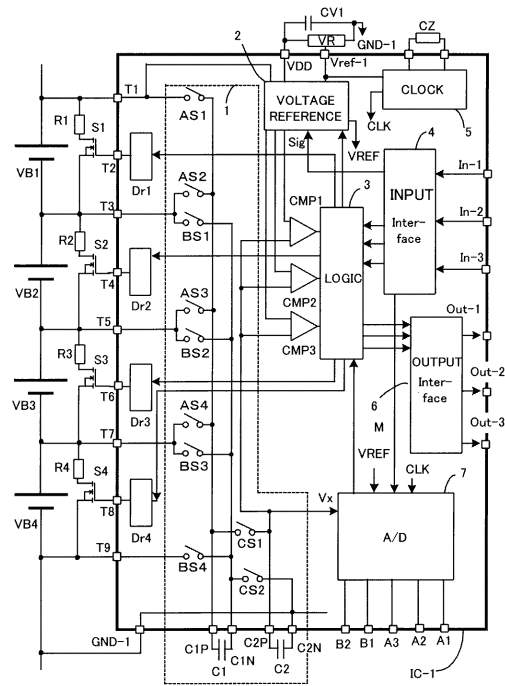 CV1
VR
GND-1
CZ
2
VDD
Vref-1
T1
AS1
1
VOLTAGE
REFERENCE
CLOCK
5
CLK
R1
S1
Sig
VREF
4
VB1
T2
Dr1
AS2
3
INPUT
Inter-
face
In-1
T3
BS1
CMP1
In-2
R2
S2
LOGIC
In-3
VB2
T4
Dr2
AS3
CMP2
Out-1
T5
BS2
CMP3
OUTPUT
Inter-
face
Out-2
R3
S3
VB3
T6
Dr3
AS4
6
M
Out-3
T7
BS3
VREF
CLK
7
R4
S4
VB4
T8
Dr4
Vx
A/D
CS1
T9
BS4
CS2
GND-1
C1P
C1N
C2P
C2N
B2
B1
A3
A2
A1
C1
C2
IC-1